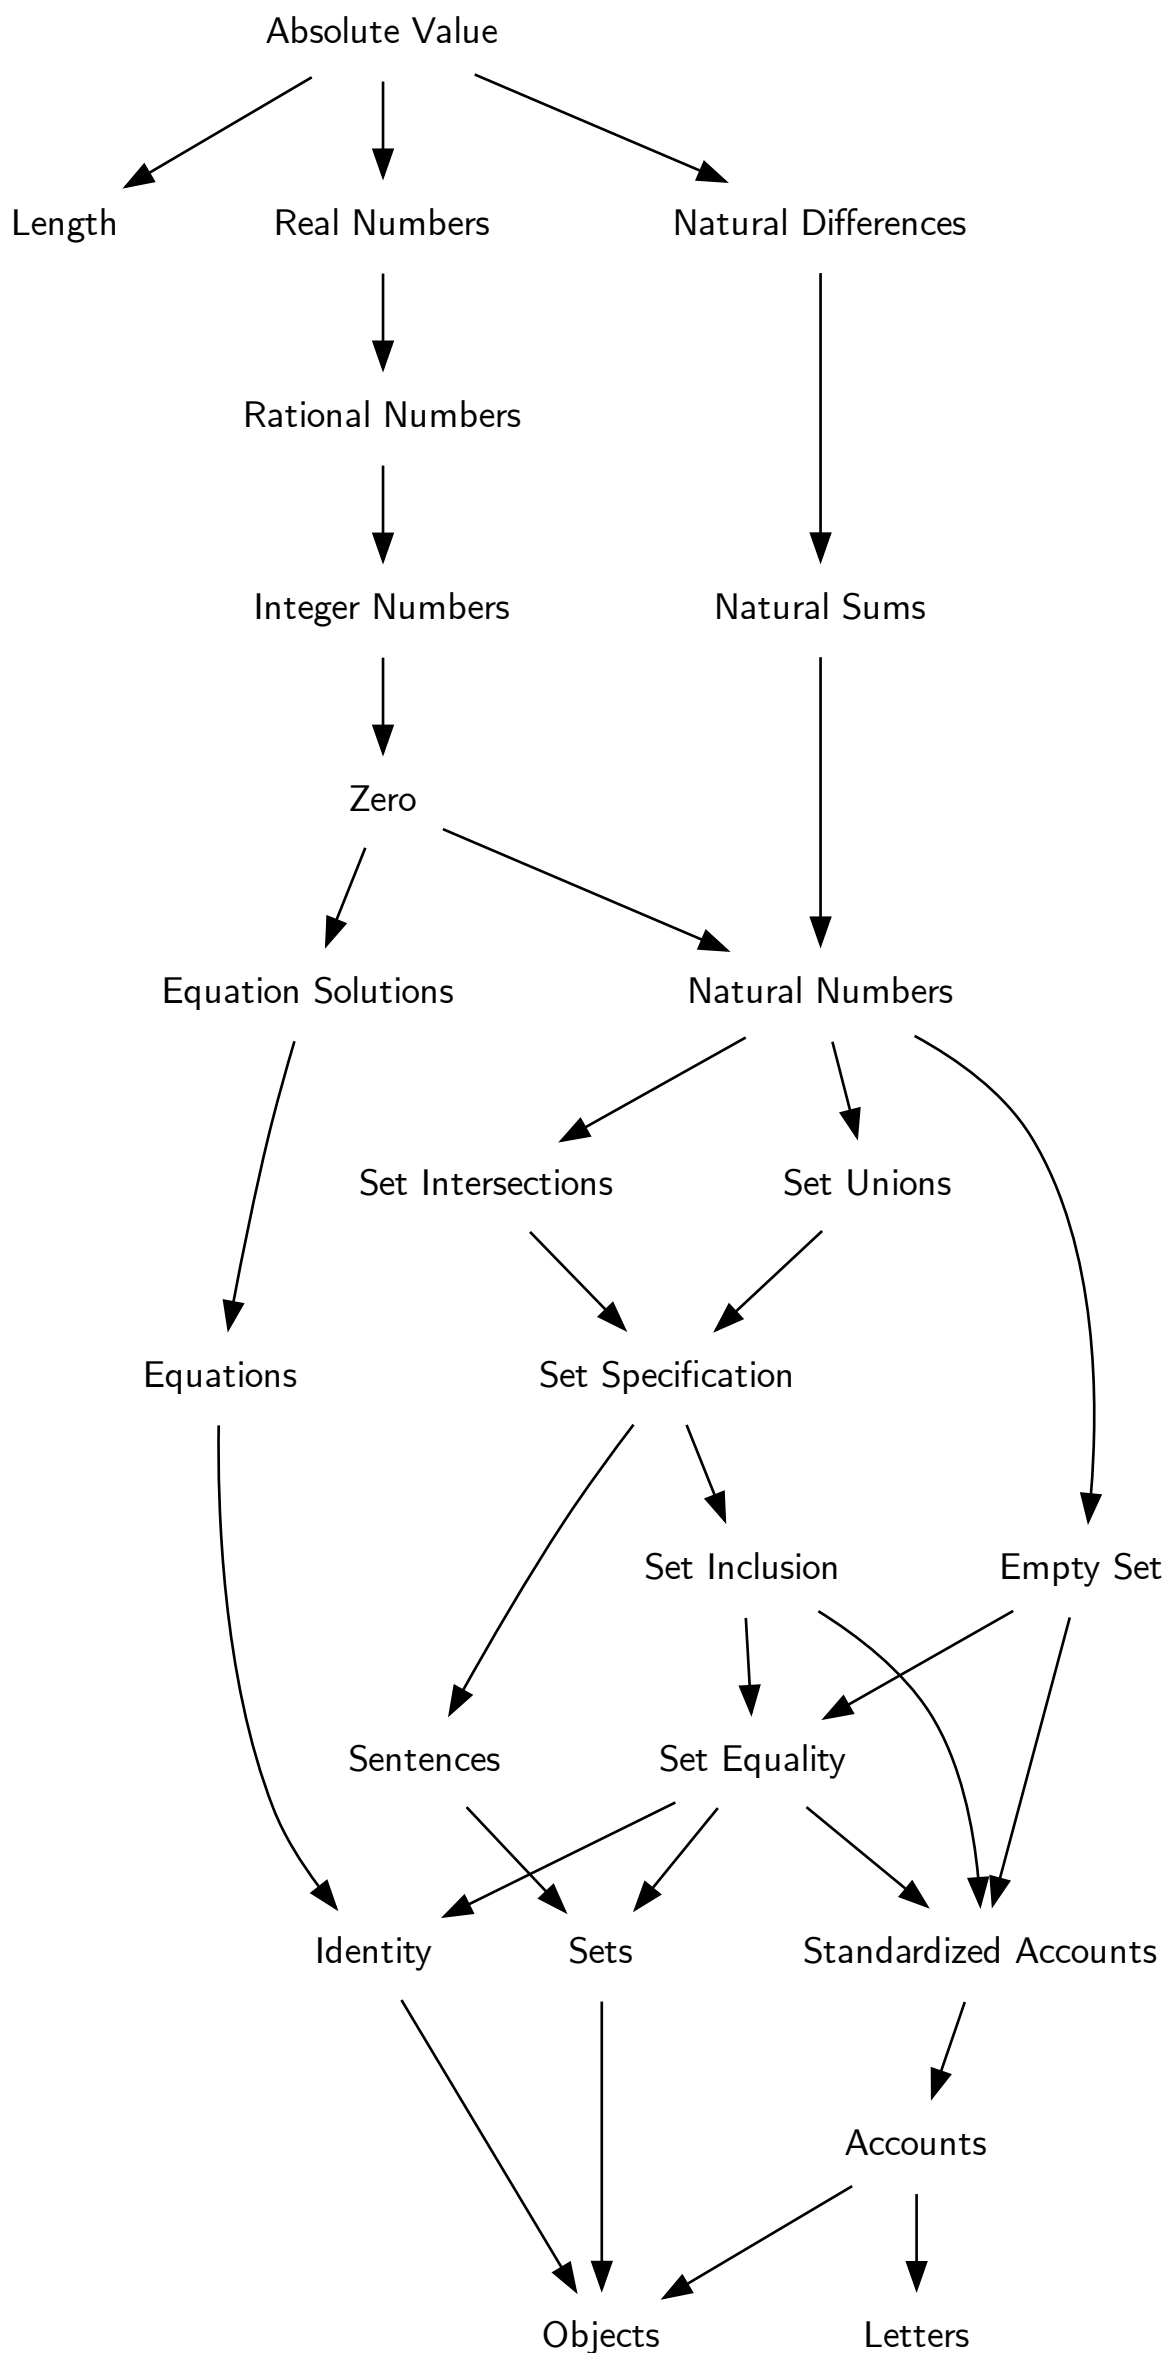 Absolute Value
Length
Real Numbers
Natural Differences
Rational Numbers
Integer Numbers
Natural Sums
Zero
Equation Solutions
Natural Numbers
Set Intersections
Set Unions
Equations
Set Specification
Set Inclusion
Empty Set
Sentences
Set Equality
Identity
Sets
Standardized Accounts
Accounts
Objects
Letters